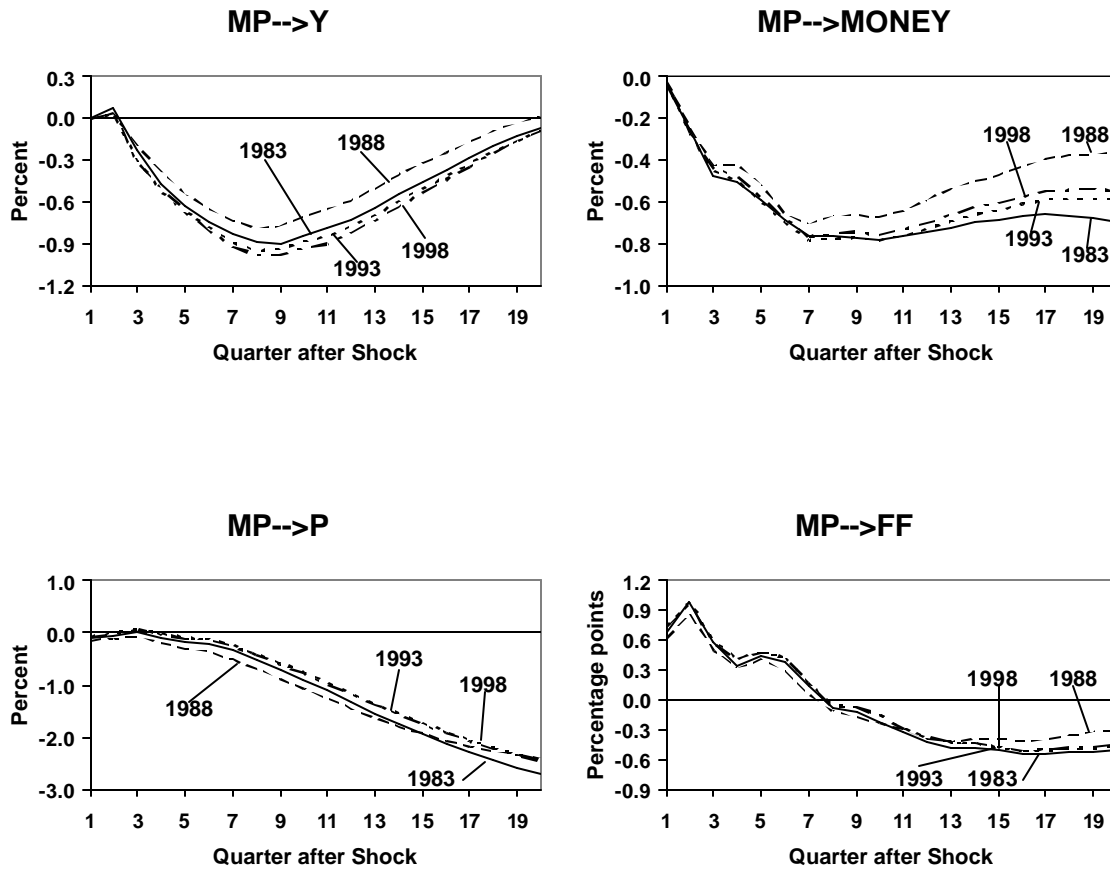 MP-->Y
0.3
0.0
-0.3
-0.6
-0.9
-1.2
Percent
1983
1988
1993
1998
1 3 5 7 9 11 13 15 17 19
Quarter after Shock
MP-->MONEY
0.0
-0.2
-0.4
-0.6
-0.8
-1.0
Percent
1998
1988
1993
1983
1 3 5 7 9 11 13 15 17 19
Quarter after Shock
MP-->P
1.0
0.0
-1.0
-2.0
-3.0
Percent
1993
1998
1988
1983
1 3 5 7 9 11 13 15 17 19
Quarter after Shock
MP-->FF
1.2
0.9
0.6
0.3
0.0
-0.3
-0.6
-0.9
Percentage points
1998
1988
1993
1983
1 3 5 7 9 11 13 15 17 19
Quarter after Shock